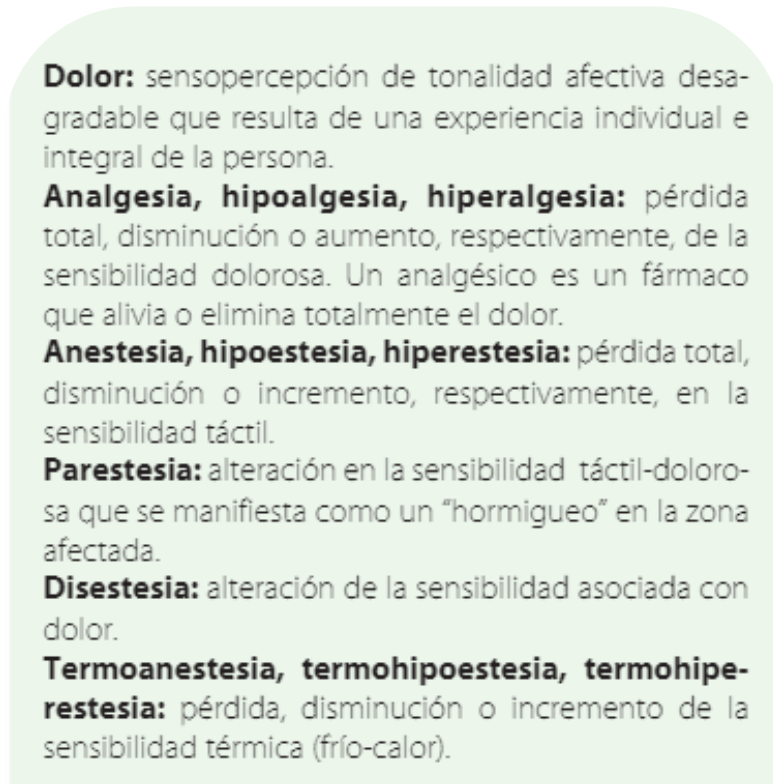 Dolor: sensopercepción de tonalidad afectiva desa-
gradable que resulta de una experiencia individual e
integral de la persona.
Analgesia, hipoalgesia, hiperalgesia: pérdida
total, disminución o aumento, respectivamente, de la
sensibilidad dolorosa. Un analgésico es un fármaco
que alivia o elimina totalmente el dolor.
Anestesia, hipoestesia, hiperestesia: pérdida total,
disminución o incremento, respectivamente, en la
sensibilidad táctil.
Parestesia: alteración en la sensibilidad táctil-doloro-
sa que se manifiesta como un “hormigueo” en la zona
afectada.
Disestesia: alteración de la sensibilidad asociada con
dolor.
Termoanestesia, termohipoestesia, termohipe-
restesia: pérdida, disminución o incremento de la
sensibilidad térmica (frío-calor).